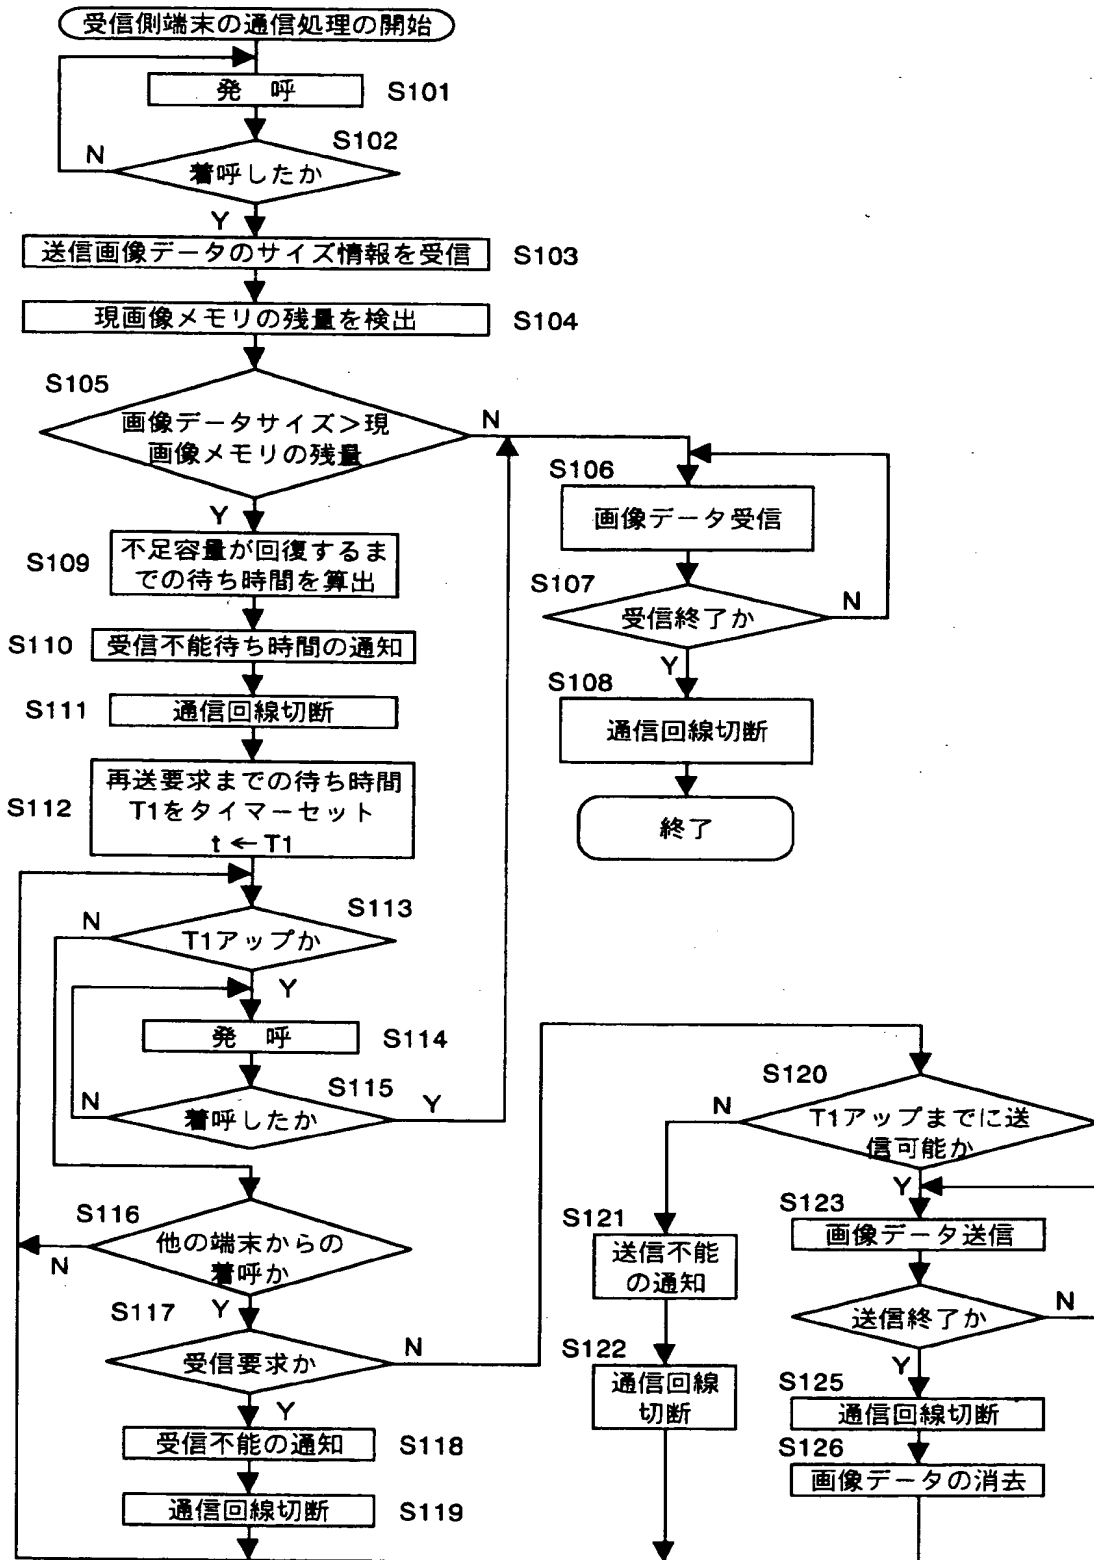 受信側端末の通信処理の開始
発 呼
S101
S102
着呼したか
N
Y
送信画像データのサイズ情報を受信
S103
現画像メモリの残量を検出
S104
S105
画像データサイズ>現
画像メモリの残量
N
Y
S106
画像データ受信
S107
受信終了か
N
Y
S108
通信回線切断
終了
S109
不足容量が回復するま
での待ち時間を算出
S110
受信不能待ち時間の通知
S111
通信回線切断
S112
再送要求までの待ち時間
T1をタイマーセット
t ← T1
S113
N
T1アップか
Y
発 呼
S114
S115
N
着呼したか
Y
S116
他の端末からの
着呼か
N
Y
S117
受信要求か
N
Y
受信不能の通知
S118
通信回線切断
S119
S120
N
T1アップまでに送
信可能か
Y
S121
送信不能
の通知
S122
通信回線
切断
S123
画像データ送信
送信終了か
N
Y
S125
通信回線切断
S126
画像データの消去